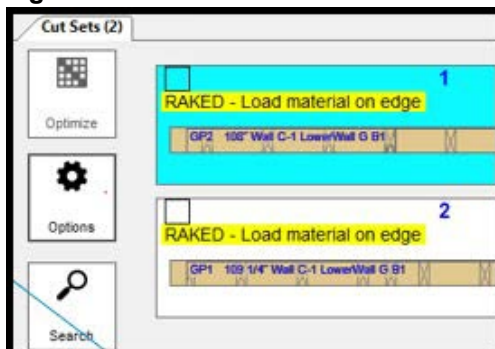 Cut Sets (2)
Optimize
Options
Search
1
RAKED - Load material on edge
GP2 108" Wall C-1 LowerWall G B1
2
RAKED - Load material on edge
GP1 109 1/4" Wall C-1 LowerWall G B1